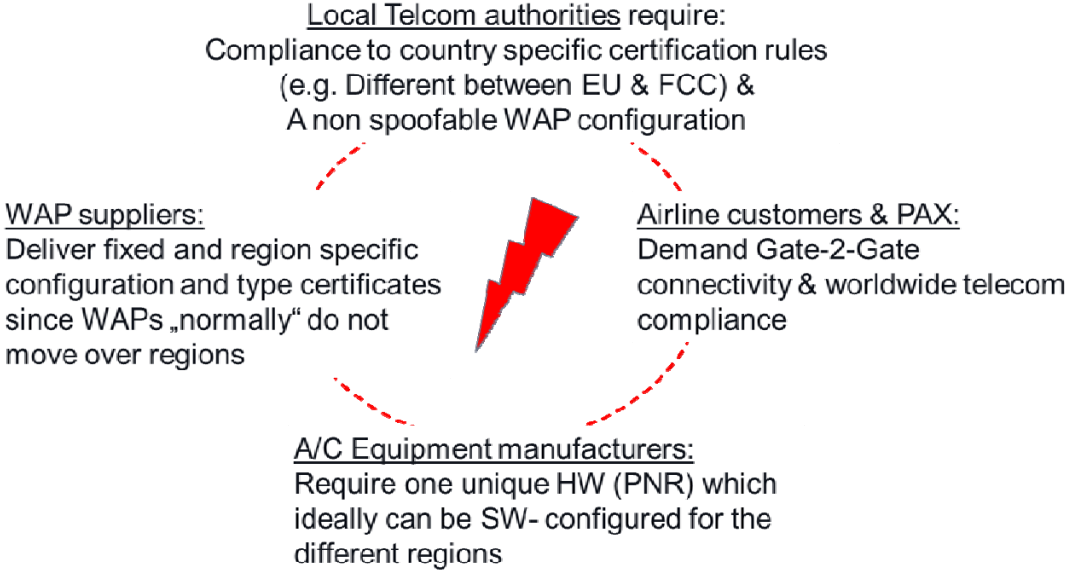 Local Telcom authorities require:
Compliance to country specific certification rules
(e.g. Different between EU & FCC) &
A non spoofable WAP configuration
WAP suppliers:
Deliver fixed and region specific
configuration and type certificates
since WAPs „normally“ do not
move over regions
Airline customers & PAX:
Demand Gate-2-Gate
connectivity & worldwide telecom
compliance
A/C Equipment manufacturers:
Require one unique HW (PNR) which
ideally can be SW- configured for the
different regions